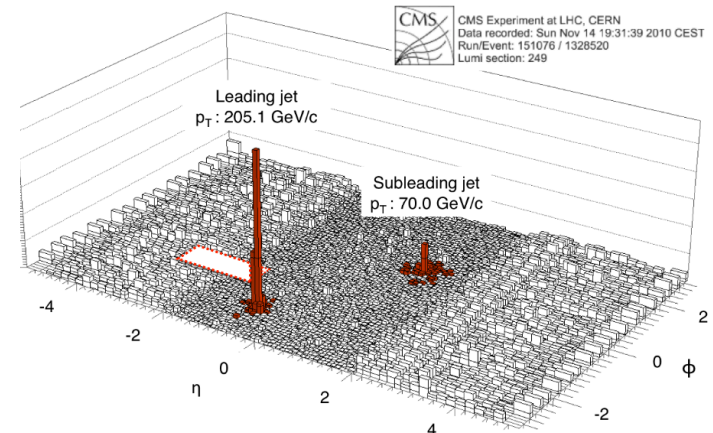 CMS
CMS Experiment at LHC, CERN
Data recorded: Sun Nov 14 19:31:39 2010 CEST
Run/Event: 151076 / 1328520
Lumi section: 249
Leading jet
pT : 205.1 GeV/c
Subleading jet
pT : 70.0 GeV/c
-4
-2
0
2
4
η
-2
0
2
ϕ